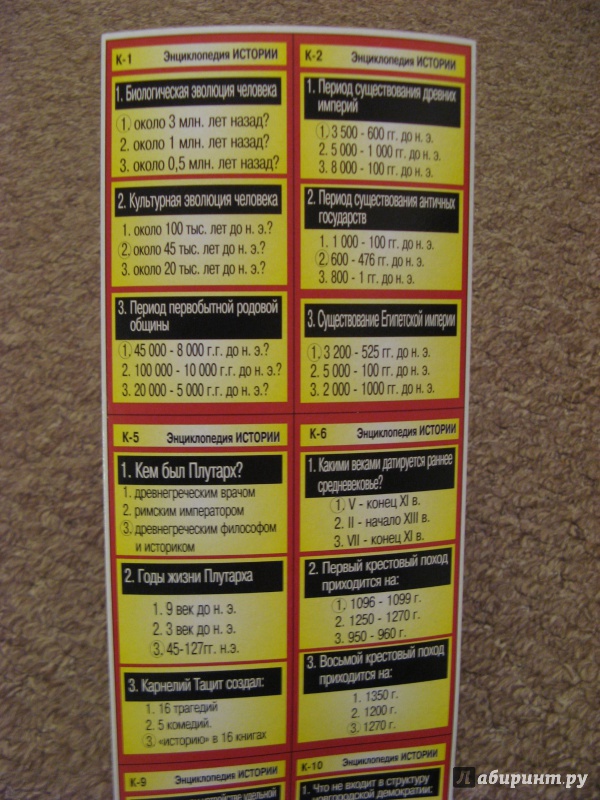 К-1 Энциклопедия ИСТОРИИ
1. Биологическая эволюция человека
1. около 3 млн. лет назад?
2. около 1 млн. лет назад?
3. около 0,5 млн. лет назад?
2. Культурная эволюция человека
1. около 100 тыс. лет до н. э.?
2. около 45 тыс. лет до н. э.?
3. около 20 тыс. лет до н. э.?
3. Период первобытной родовой
общины
1. 45 000 - 8 000 г.г. до н. э.?
2. 100 000 - 10 000 г.г. до н. э.?
3. 20 000 - 5 000 г.г. до н. э.?
К-2 Энциклопедия ИСТОРИИ
1. Период существования древних
империй
1. 3 500 - 600 гг. до н. э.
2. 5 000 - 1 000 гг. до н. э.
3. 8 000 - 100 гг. до н. э.
2. Период существования античных
государств
1. 1 000 - 100 гг. до н. э.
2. 600 - 476 гг. до н. э.
3. 800 - 1 гг. до н. э.
3. Существование Египетской империи
1. 3 200 - 525 гг. до н. э.
2. 5 000 - 100 гг. до н. э.
3. 2 000 - 1000 гг. до н. э.
К-5 Энциклопедия ИСТОРИИ
1. Кем был Плутарх?
1. древнегреческим врачом
2. римским императором
3. древнегреческим философом
и историком
2. Годы жизни Плутарха
1. 9 век до н. э.
2. 3 век до н. э.
3. 45-127гг. н.э.
3. Карнелий Тацит создал:
1. 16 трагедий
2. 5 комедий.
3. «историю» в 16 книгах
К-6 Энциклопедия ИСТОРИИ
1. Какими веками датируется раннее
средневековье?
1. V - конец XI в.
2. II - начало XIII в.
3. VII - конец XI в.
2. Первый крестовый поход
приходится на:
1. 1096 - 1099 г.
2. 1250 - 1270 г.
3. 950 - 960 г.
3. Восьмой крестовый поход
приходится на:
1. 1350 г.
2. 1200 г.
3. 1270 г.
К-9 Энциклопедия ИСТОРИИ
удельной
К-10 Энциклопедия ИСТОРИИ
1. Что не входит в структуру
новгородской демократии:
лабиринт.ру